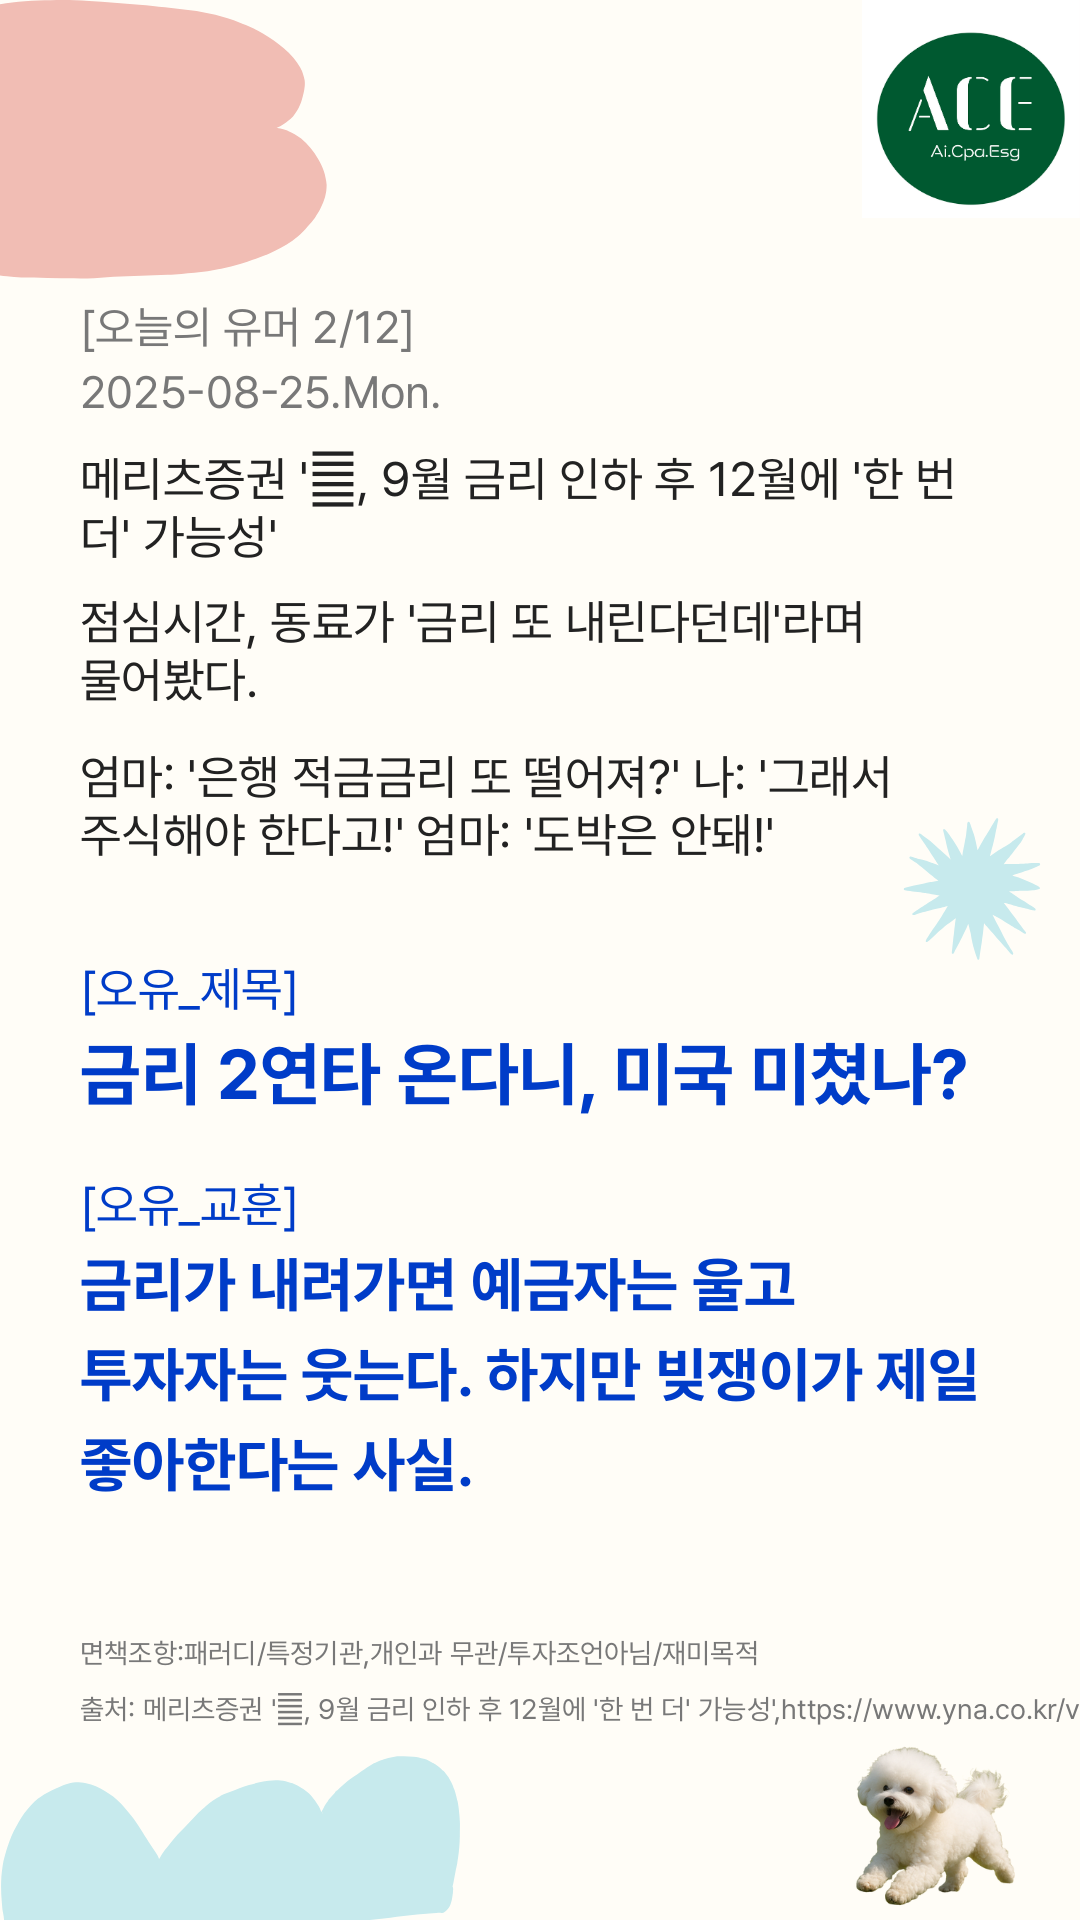 ACE
Ai.Cpa.Esg
[오늘의 유머 2/12]
2025-08-25.Mon.
메리츠증권 ', 9월 금리 인하 후 12월에 '한 번
더' 가능성'
점심시간, 동료가 '금리 또 내린다던데'라며
물어봤다.
엄마: '은행 적금금리 또 떨어져?' 나: '그래서
주식해야 한다고!' 엄마: '도박은 안돼!'
[오유_제목]
금리 2연타 온다니, 미국 미쳤나?
[오유_교훈]
금리가 내려가면 예금자는 울고
투자자는 웃는다. 하지만 빚쟁이가 제일
좋아한다는 사실.
면책조항:패러디/특정기관,개인과 무관/투자조언아님/재미목적
출처: 메리츠증권 ', 9월 금리 인하 후 12월에 '한 번 더' 가능성',https://www.yna.co.kr/v